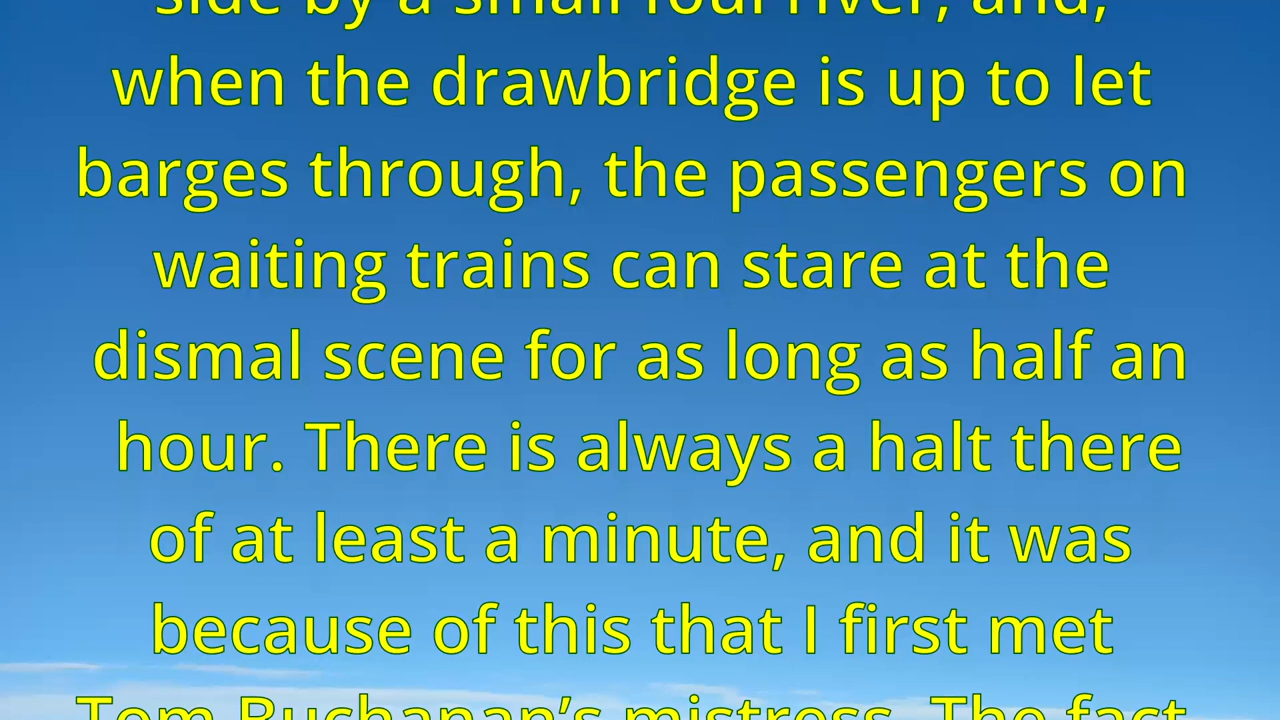 side by a small foul river, and,
when the drawbridge is up to let
barges through, the passengers on
waiting trains can stare at the
dismal scene for as long as half an
hour. There is always a halt there
of at least a minute, and it was
because of this that I first met
Tom Buchanan’s mistress. The fact